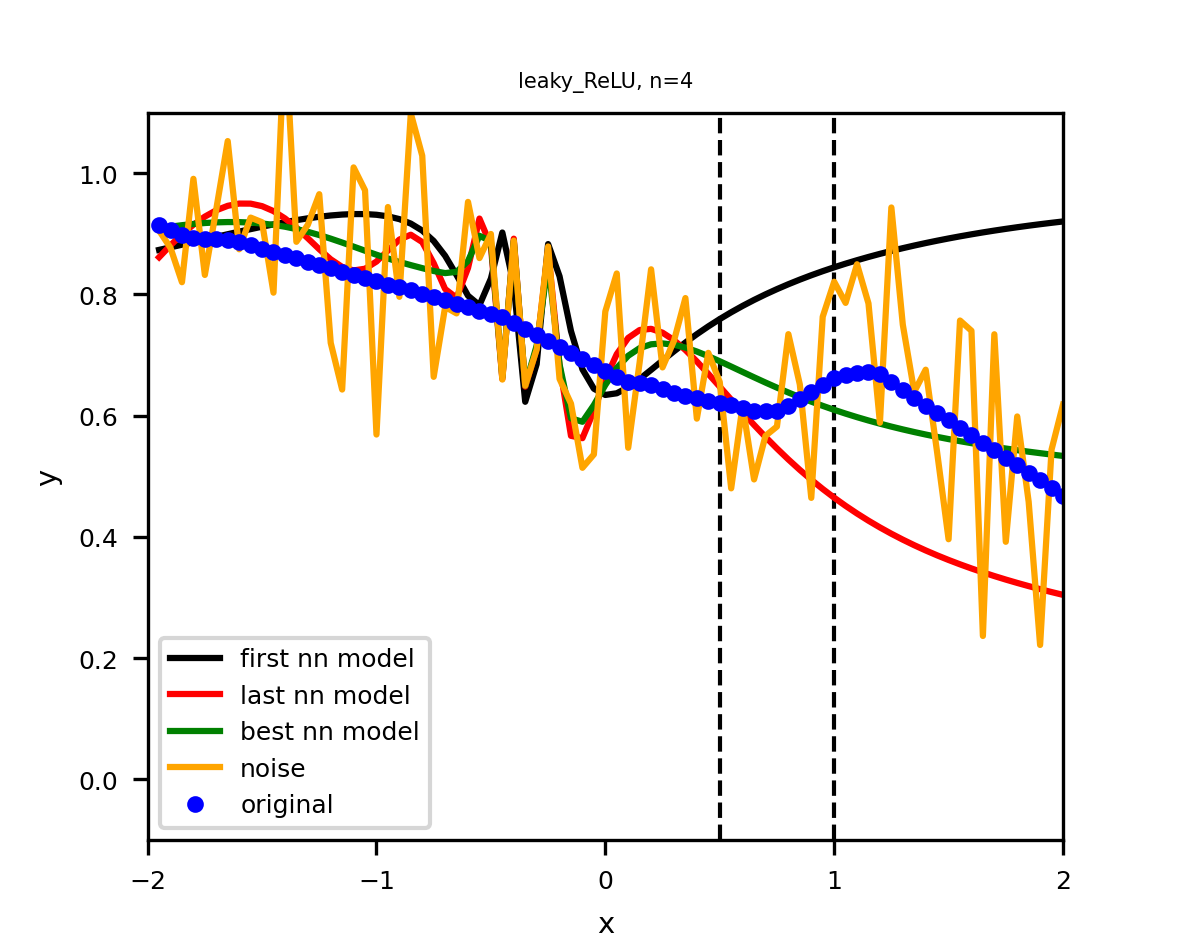 leaky_ReLU, n=4
1.0
0.8
0.6
0.4
0.2
0.0
y
first nn model
last nn model
best nn model
noise
original
−2
−1
0
1
2
x